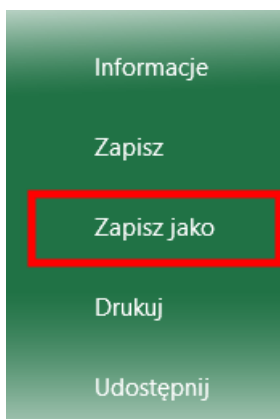 Informacje
Zapisz
Zapisz jako
Drukuj
Udostępnij